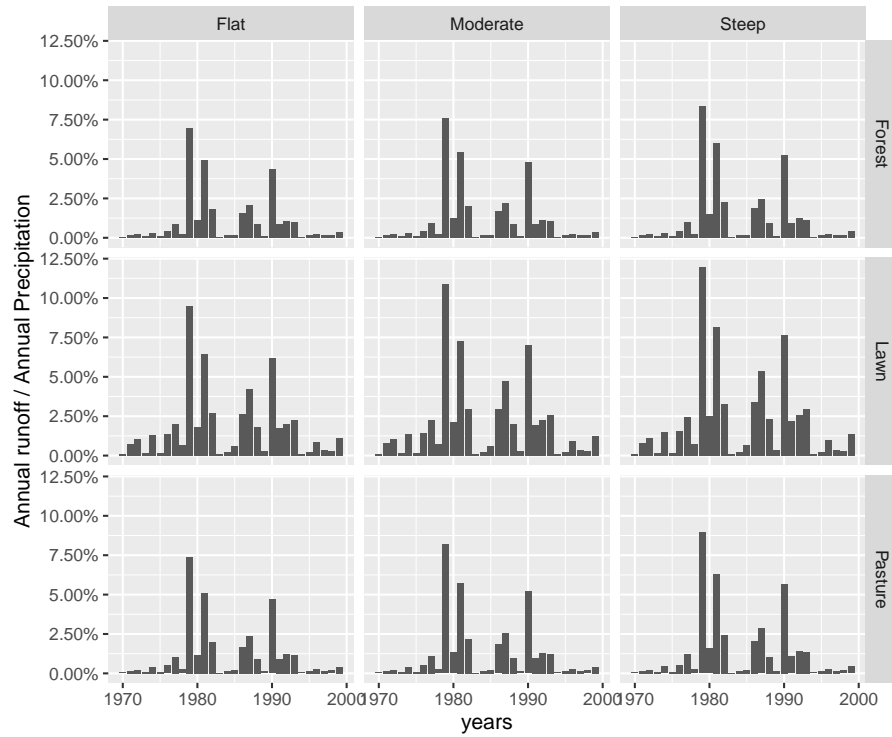 Flat Moderate Steep
12.50%
10.00%
7.50%
5.00%
2.50%
0.00%
Forest
12.50%
10.00%
7.50%
5.00%
2.50%
0.00%
Lawn
12.50%
10.00%
7.50%
5.00%
2.50%
0.00%
Pasture
Annual runoff / Annual Precipitation
1970 1980 1990 2000 1970 1980 1990 2000 1970 1980 1990 2000
years